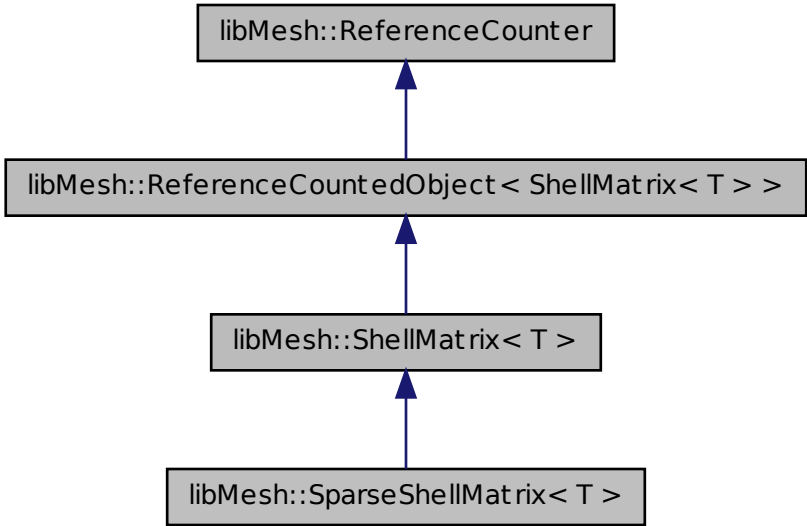 libMesh::ReferenceCounter
libMesh::ReferenceCountedObject< ShellMatrix< T > >
libMesh::ShellMatrix< T >
libMesh::SparseShellMatrix< T >